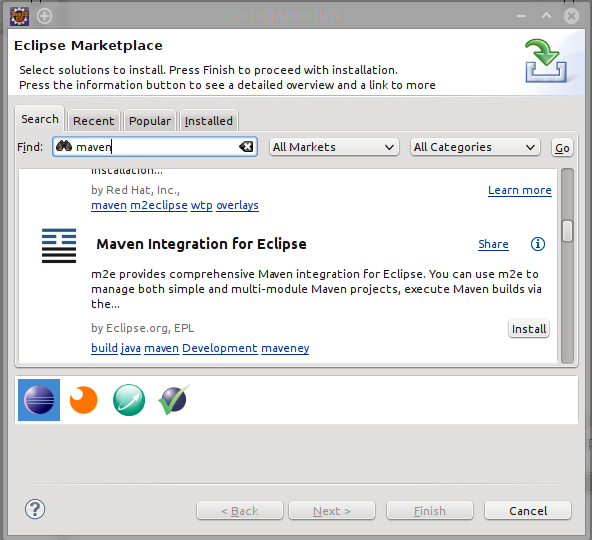 Eclipse Marketplace
Eclipse Marketplace
Select solutions to install. Press Finish to proceed with installation.
Press the information button to see a detailed overview and a link to more
Search Recent Popular Installed
Find: maven All Markets All Categories Go
installation...
by Red Hat, Inc., Learn more
maven m2eclipse wtp overlays
Maven Integration for Eclipse Share
m2e provides comprehensive Maven integration for Eclipse. You can use m2e to
manage both simple and multi-module Maven projects, execute Maven builds via
the...
by Eclipse.org, EPL Install
build java maven Development maveney
< Back Next > Finish Cancel